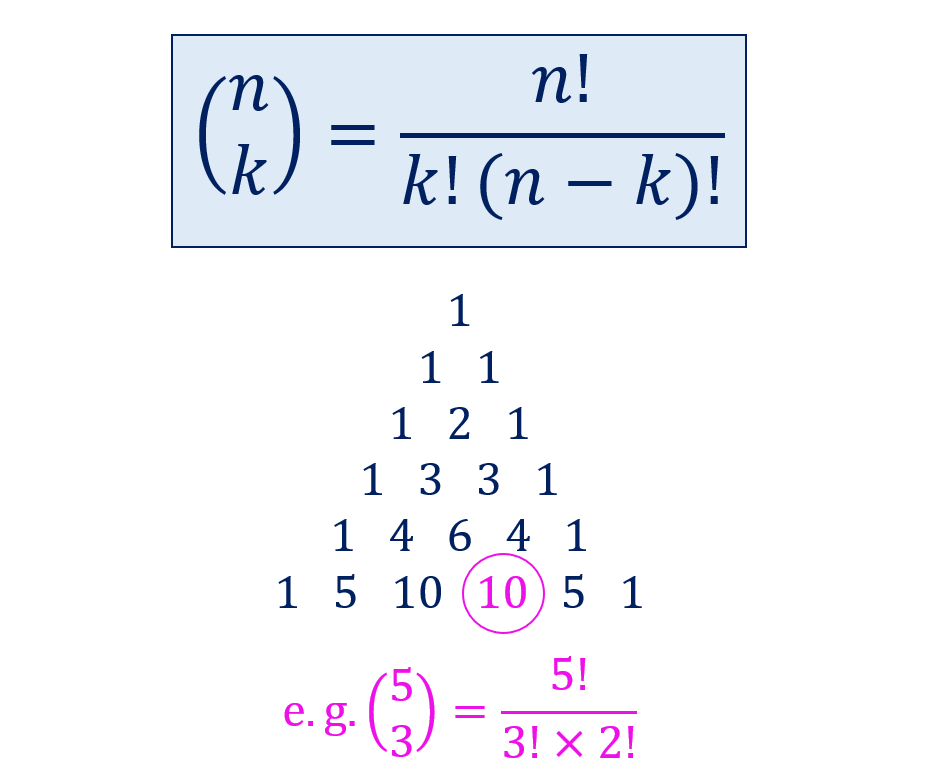 (n k) = n! / k! (n − k)!
1
1 1
1 2 1
1 3 3 1
1 4 6 4 1
1 5 10 10 5 1
e. g. (5 3) = 5! / 3! × 2!